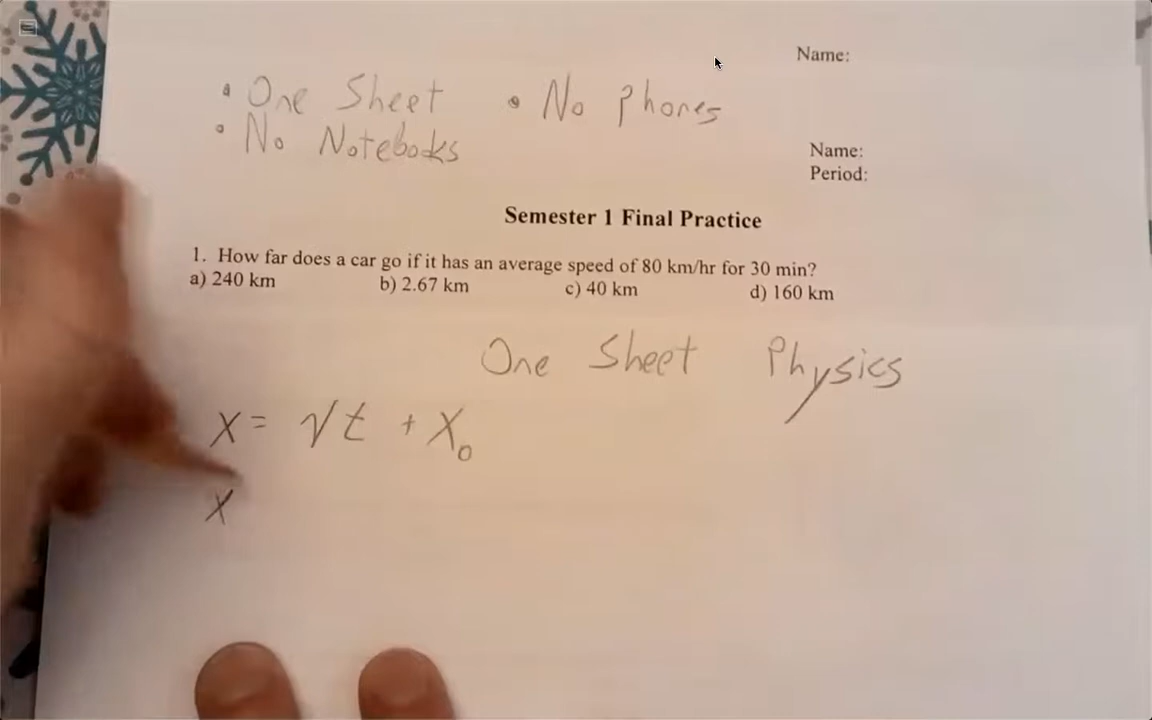 Name:
• One Sheet • No Phones
• No Notebooks
Name:
Period:
Semester 1 Final Practice
1. How far does a car go if it has an average speed of 80 km/hr for 30 min?
a) 240 km b) 2.67 km c) 40 km d) 160 km
One Sheet Physics
x = vt + x₀
x